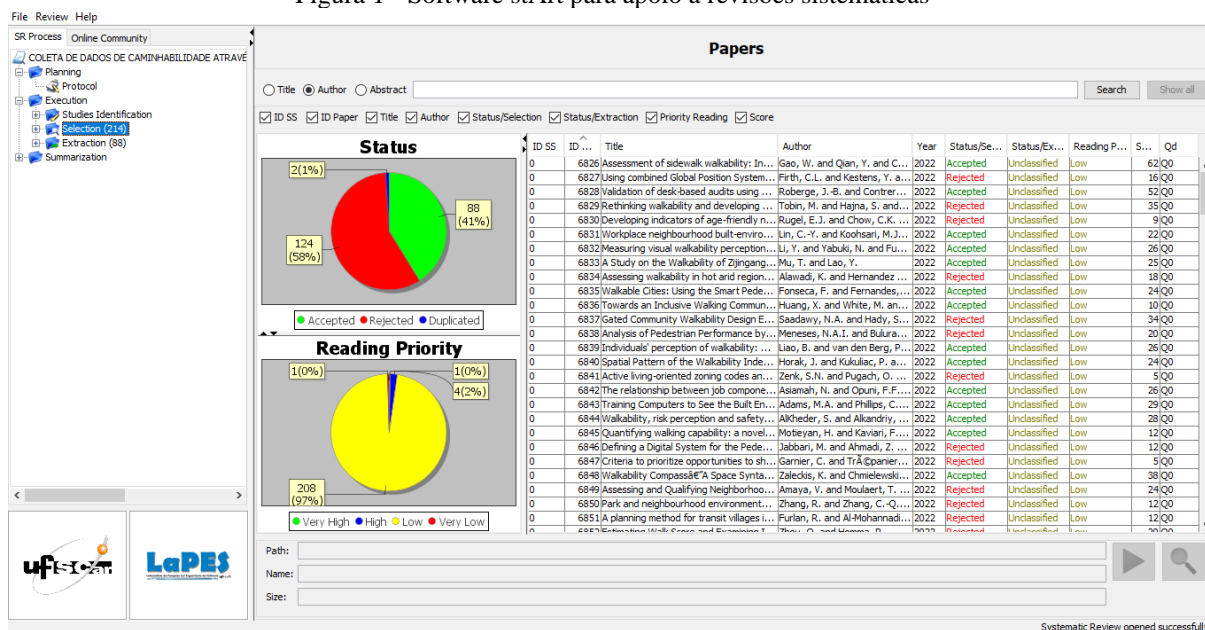 Figura 1 - Software stArt para apoio a revisões sistemáticas
File Review Help
SR Process Online Community
COLETA DE DADOS DE CAMINHABILIDADE ATRAVÉ
Planning
Protocol
Execution
Studies Identification
Selection (214)
Extraction (88)
Summarization
Papers
Title Author Abstract Search Show all
ID SS ID Paper Title Author Status/Selection Status/Extraction Priority Reading Score
Status
2(1%)
88
(41%)
124
(58%)
Accepted Rejected Duplicated
Reading Priority
1(0%) 1(0%)
4(2%)
208
(97%)
Very High High Low Very Low
ID SS ID ... Title Author Year Status/Se... Status/Ex... Reading P... S... Qd
0 6826 Assessment of sidewalk walkability: In... Gao, W. and Qian, Y. and C... 2022 Accepted Unclassified Low 62 Q0
0 6827 Using combined Global Position System... Firth, C.L. and Kestens, Y. a... 2022 Rejected Unclassified Low 16 Q0
0 6828 Validation of desk-based audits using ... Roberge, J.-B. and Contrer... 2022 Accepted Unclassified Low 52 Q0
0 6829 Rethinking walkability and developing ... Tobin, M. and Hajna, S. and... 2022 Rejected Unclassified Low 35 Q0
0 6830 Developing indicators of age-friendly n... Rugel, E.J. and Chow, C.K. ... 2022 Rejected Unclassified Low 9 Q0
0 6831 Workplace neighbourhood built-enviro... Lin, C.-Y. and Koohsari, M.J... 2022 Accepted Unclassified Low 22 Q0
0 6832 Measuring visual walkability perception... Li, Y. and Yabuki, N. and Fu... 2022 Accepted Unclassified Low 26 Q0
0 6833 A Study on the Walkability of Zijingang... Mu, T. and Lao, Y. 2022 Accepted Unclassified Low 25 Q0
0 6834 Assessing walkability in hot arid region... Alawadi, K. and Hernandez ... 2022 Rejected Unclassified Low 18 Q0
0 6835 Walkable Cities: Using the Smart Pede... Fonseca, F. and Fernandes,... 2022 Accepted Unclassified Low 24 Q0
0 6836 Towards an Inclusive Walking Commun... Huang, X. and White, M. an... 2022 Accepted Unclassified Low 10 Q0
0 6837 Gated Community Walkability Design E... Saadawy, N.A. and Hady, S... 2022 Rejected Unclassified Low 34 Q0
0 6838 Analysis of Pedestrian Performance by... Meneses, N.A.I. and Bulura... 2022 Rejected Unclassified Low 20 Q0
0 6839 Individuals' perception of walkability: ... Liao, B. and van den Berg, P... 2022 Accepted Unclassified Low 26 Q0
0 6840 Spatial Pattern of the Walkability Inde... Horak, J. and Kukuliac, P. a... 2022 Accepted Unclassified Low 24 Q0
0 6841 Active living-oriented zoning codes an... Zenk, S.N. and Pugach, O. ... 2022 Rejected Unclassified Low 5 Q0
0 6842 The relationship between job compone... Asiamah, N. and Opuni, F.F.... 2022 Accepted Unclassified Low 26 Q0
0 6843 Training Computers to See the Built En... Adams, M.A. and Phillips, C.... 2022 Accepted Unclassified Low 29 Q0
0 6844 Walkability, risk perception and safety... AlKheder, S. and Alkandriy, ... 2022 Accepted Unclassified Low 28 Q0
0 6845 Quantifying walking capability: a novel... Motieyan, H. and Kaviari, F.... 2022 Accepted Unclassified Low 12 Q0
0 6846 Defining a Digital System for the Pede... Jabbari, M. and Ahmadi, Z. ... 2022 Rejected Unclassified Low 12 Q0
0 6847 Criteria to prioritize opportunities to sh... Garnier, C. and TrÃ©panier... 2022 Rejected Unclassified Low 5 Q0
0 6848 Walkability Compassâ€”A Space Synta... Zaleckis, K. and Chmielewski... 2022 Accepted Unclassified Low 38 Q0
0 6849 Assessing and Qualifying Neighborhoo... Amaya, V. and Moulaert, T. ... 2022 Rejected Unclassified Low 24 Q0
0 6850 Park and neighbourhood environment... Zhang, R. and Zhang, C.-Q.... 2022 Rejected Unclassified Low 12 Q0
0 6851 A planning method for transit villages i... Furlan, R. and Al-Mohannadi... 2022 Rejected Unclassified Low 12 Q0
ufscar
LaPES
Path:
Name:
Size:
Systematic Review opened successfully